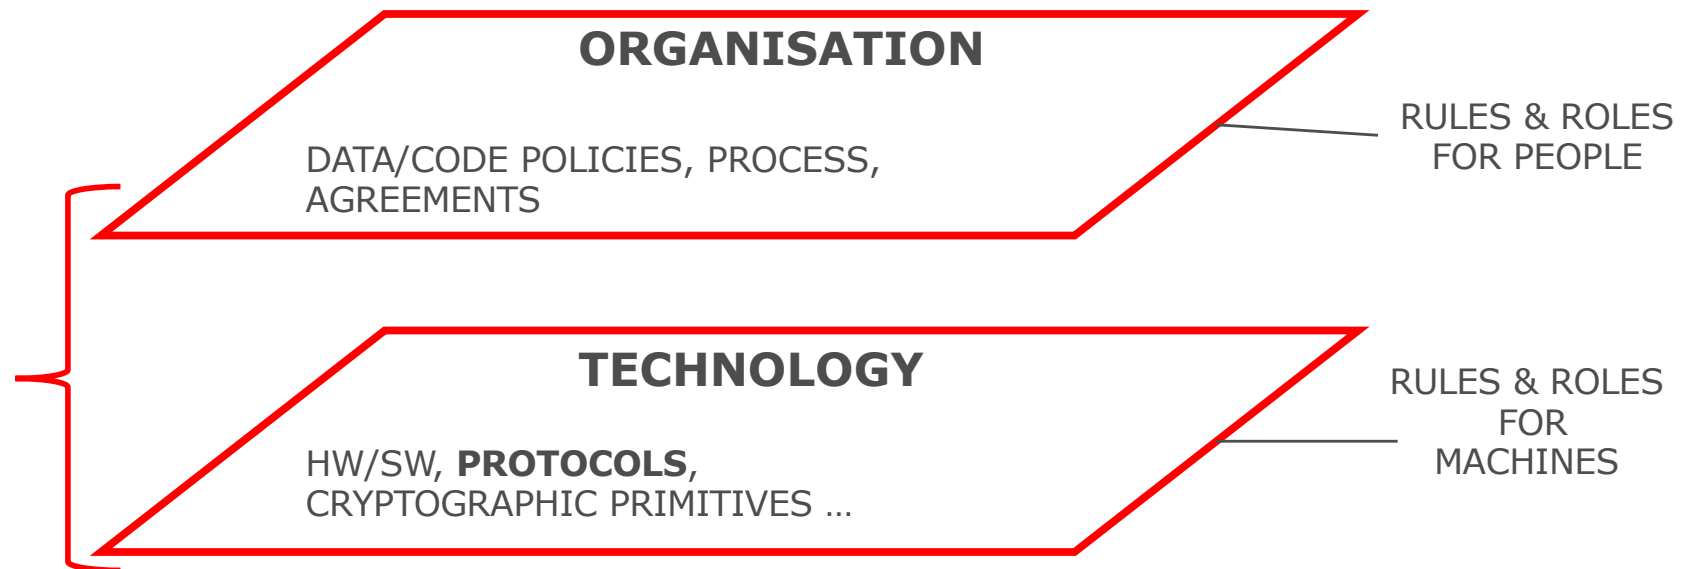 ORGANISATION
DATA/CODE POLICIES, PROCESS,
AGREEMENTS
RULES & ROLES
FOR PEOPLE
TECHNOLOGY
HW/SW, PROTOCOLS,
CRYPTOGRAPHIC PRIMITIVES …
RULES & ROLES
FOR
MACHINES